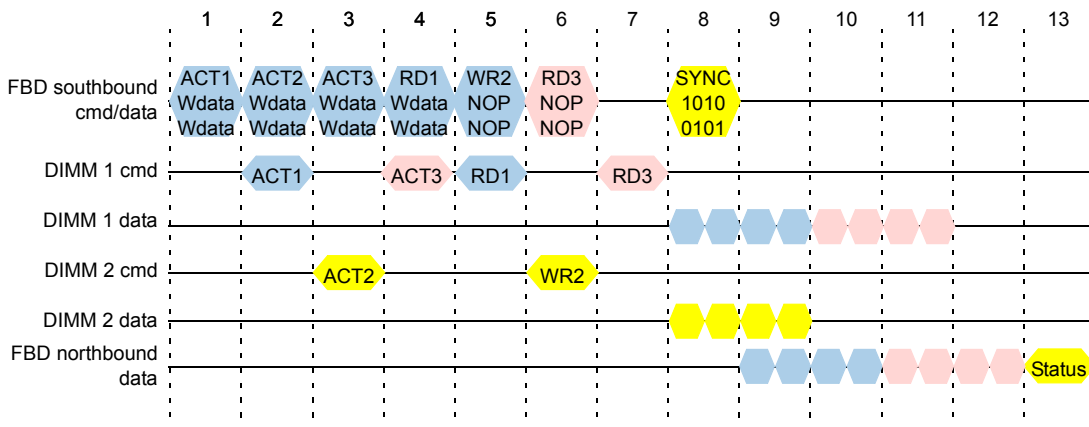 1 2 3 4 5 6 7 8 9 10 11 12 13
FBD southbound
cmd/data
ACT1 ACT2 ACT3 RD1 WR2 RD3 SYNC
Wdata Wdata Wdata Wdata NOP NOP 1010
Wdata Wdata Wdata Wdata NOP NOP 0101
DIMM 1 cmd ACT1 ACT3 RD1 RD3
DIMM 1 data
DIMM 2 cmd ACT2 WR2
DIMM 2 data
FBD northbound
data
Status